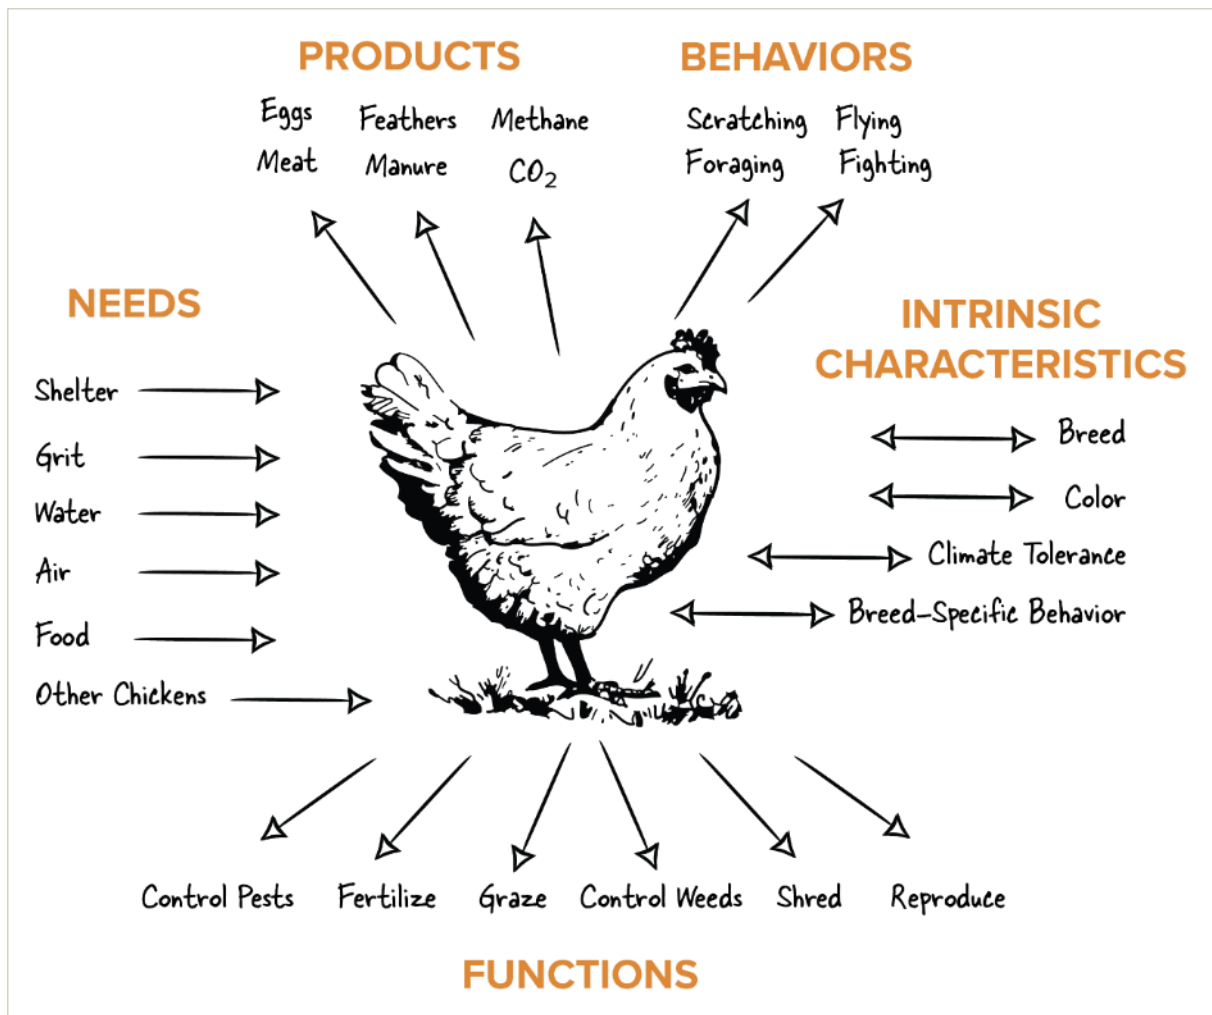 PRODUCTS
Eggs Feathers Methane
Meat Manure CO₂
BEHAVIORS
Scratching Flying
Foraging Fighting
NEEDS
Shelter
Grit
Water
Air
Food
Other Chickens
INTRINSIC
CHARACTERISTICS
Breed
Color
Climate Tolerance
Breed-Specific Behavior
Control Pests Fertilize Graze Control Weeds Shred Reproduce
FUNCTIONS